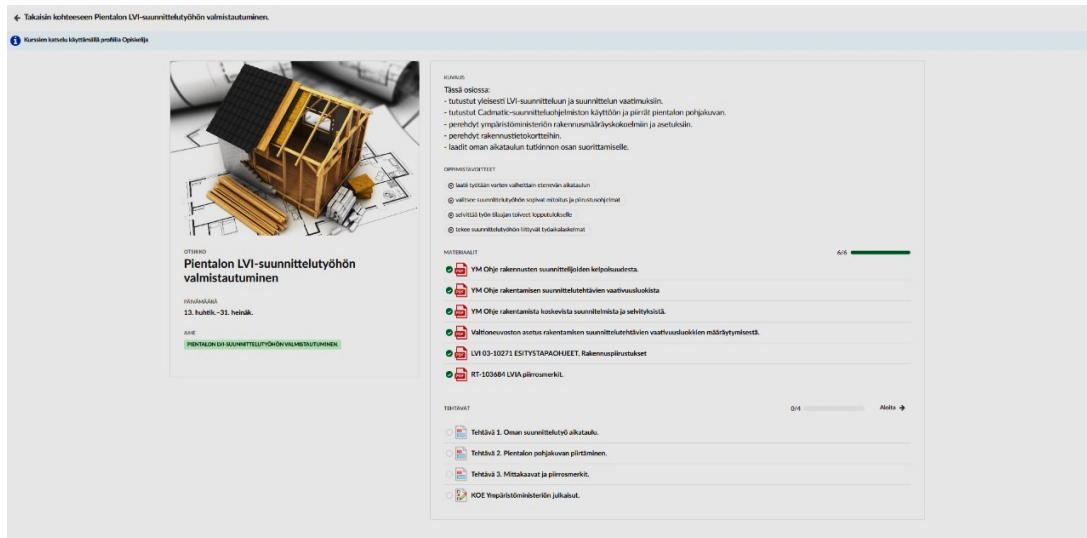 ← Takaisin kohteeseen Pientalon LVI-suunnittelutyöhön valmistautuminen.
Kurssien katselu käyttämällä profiilia Opiskelija
OTSIKKO
Pientalon LVI-suunnittelutyöhön
valmistautuminen
PÄIVÄMÄÄRÄ
13. huhtik.–31. heinäk.
AIHE
PIENTALON LVI-SUUNNITTELUTYÖHÖN VALMISTAUTUMINEN.
KUVAUS
Tässä osiossa:
- tutustut yleisesti LVI-suunnitteluun ja suunnittelun vaatimuksiin.
- tutustut Cadmatic-suunnitteluohjelmiston käyttöön ja piirrät pientalon pohjakuvan.
- perehdyt ympäristöministeriön rakennusmääräyskokoelmiin ja asetuksiin.
- perehdyt rakennustietokortteihin.
- laadit oman aikataulun tutkinnon osan suorittamiselle.
OPPIMISTAVOITTEET
laatii työtään varten vaiheittain etenevän aikataulun
valitsee suunnittelutyöhön sopivat mitoitus ja piirustusohjelmat
selvittää työn tilaajan toiveet lopputulokselle
tekee suunnittelutyöhön liittyvät työaikalaskelmat
MATERIAALIT 6/6
YM Ohje rakennusten suunnittelijoiden kelpoisuudesta.
YM Ohje rakentamisen suunnittelutehtävien vaativuusluokista
YM Ohje rakentamista koskevista suunnitelmista ja selvityksistä.
Valtioneuvoston asetus rakentamisen suunnittelutehtävien vaativuusluokkien määräytymisestä.
LVI 03-10271 ESITYSTAPAOHJEET, Rakennuspiirustukset
RT-103684 LVIA piirrosmerkit.
TEHTÄVÄT 0/4 Aloita →
Tehtävä 1. Oman suunnittelutyö aikataulu.
Tehtävä 2. Pientalon pohjakuvan piirtäminen.
Tehtävä 3. Mittakaavat ja piirrosmerkit.
KOE Ympäristöministeriön julkaisut.